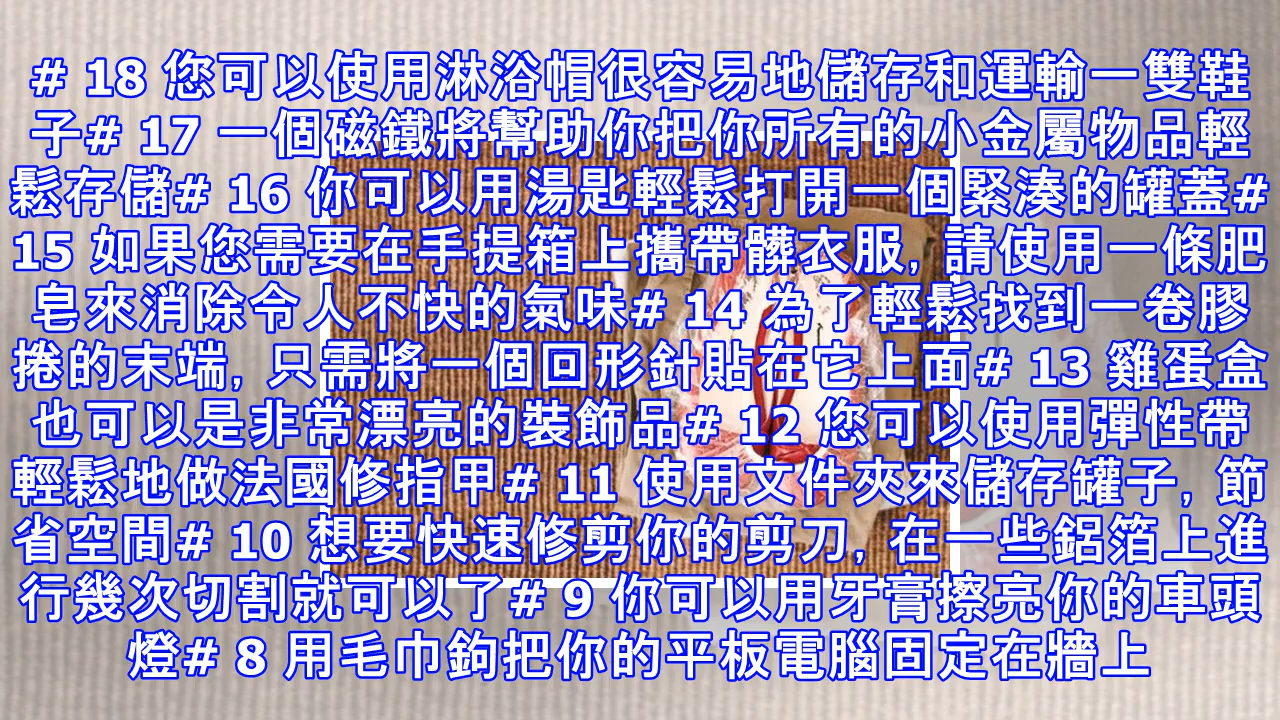 # 18 您可以使用淋浴帽很容易地儲存和運輸一雙鞋
子# 17 一個磁鐵將幫助你把你所有的小金屬物品輕
鬆存儲# 16 你可以用湯匙輕鬆打開一個緊湊的罐蓋#
15 如果您需要在手提箱上攜帶髒衣服, 請使用一條肥
皂來消除令人不快的氣味# 14 為了輕鬆找到一卷膠
捲的末端, 只需將一個回形針貼在它上面# 13 雞蛋盒
也可以是非常漂亮的裝飾品# 12 您可以使用彈性帶
輕鬆地做法國修指甲# 11 使用文件夾來儲存罐子, 節
省空間# 10 想要快速修剪你的剪刀, 在一些鋁箔上進
行幾次切割就可以了# 9 你可以用牙膏擦亮你的車頭
燈# 8 用毛巾鉤把你的平板電腦固定在牆上